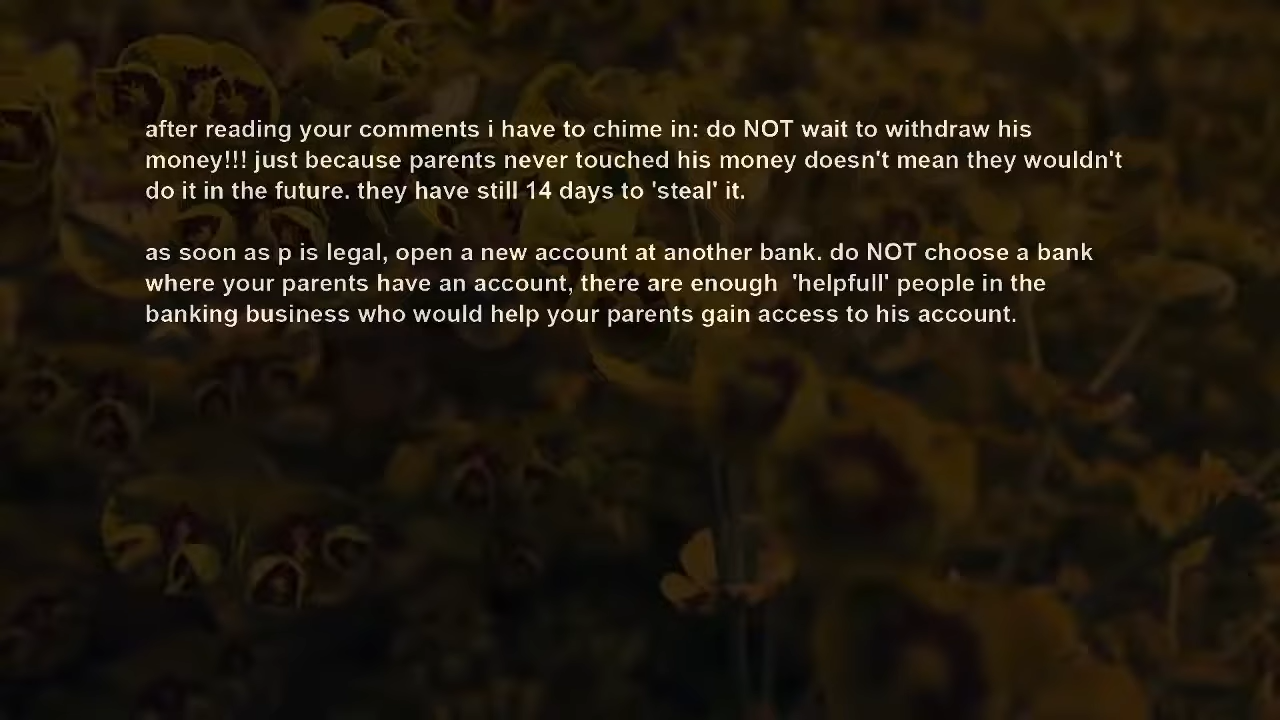 after reading your comments i have to chime in: do NOT wait to withdraw his
money!!! just because parents never touched his money doesn't mean they wouldn't
do it in the future. they have still 14 days to 'steal' it.
as soon as p is legal, open a new account at another bank. do NOT choose a bank
where your parents have an account, there are enough  'helpfull' people in the
banking business who would help your parents gain access to his account.